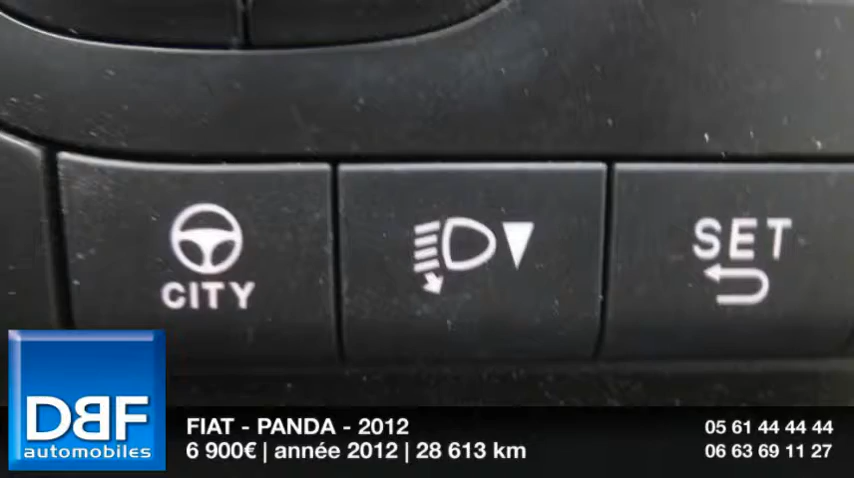 CITY
SET
DBF
automobiles
FIAT - PANDA - 2012
6 900€ | année 2012 | 28 613 km
05 61 44 44 44
06 63 69 11 27